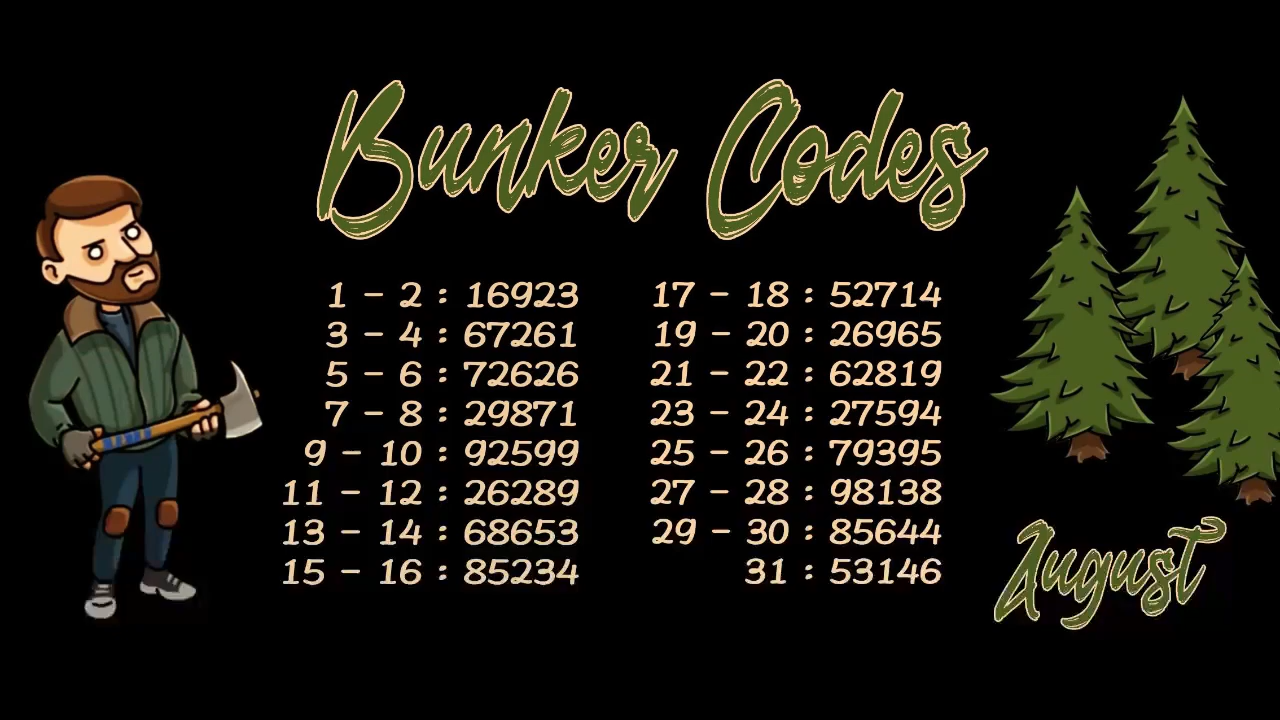 Bunker Codes
1 - 2 : 16923
3 - 4 : 67261
5 - 6 : 72626
7 - 8 : 29871
9 - 10 : 92599
11 - 12 : 26289
13 - 14 : 68653
15 - 16 : 85234
17 - 18 : 52714
19 - 20 : 26965
21 - 22 : 62819
23 - 24 : 27594
25 - 26 : 79395
27 - 28 : 98138
29 - 30 : 85644
31 : 53146
August